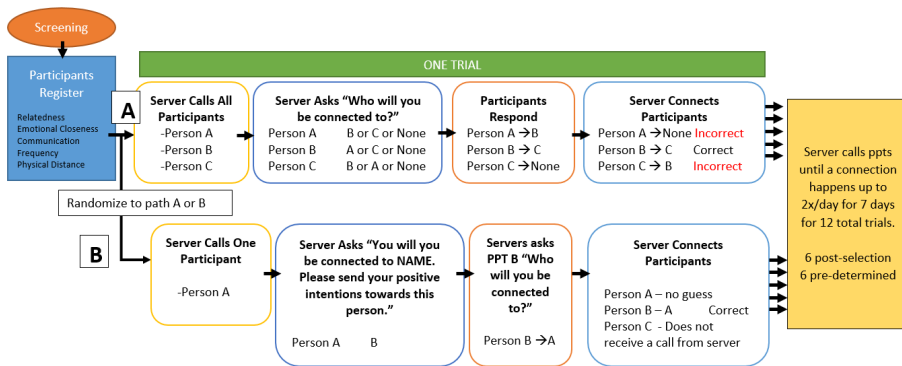 Screening
Participants
Register
Relatedness
Emotional Closeness
Communication
Frequency
Physical Distance
ONE TRIAL
A
Server Calls All
Participants
-Person A
-Person B
-Person C
Server Asks “Who will you
be connected to?”
Person A B or C or None
Person B A or C or None
Person C B or A or None
Participants
Respond
Person A →B
Person B → C
Person C →None
Server Connects
Participants
Person A →None Incorrect
Person B → C Correct
Person C → B Incorrect
Randomize to path A or B
B
Server Calls One
Participant
-Person A
Server Asks “You will you
be connected to NAME.
Please send your positive
intentions towards this
person.”
Person A B
Servers asks
PPT B “Who
will you be
connected
to?”
Person B →A
Server Connects
Participants
Person A – no guess
Person B – A Correct
Person C - Does not
receive a call from server
Server calls ppts
until a connection
happens up to
2x/day for 7 days
for 12 total trials.
6 post-selection
6 pre-determined